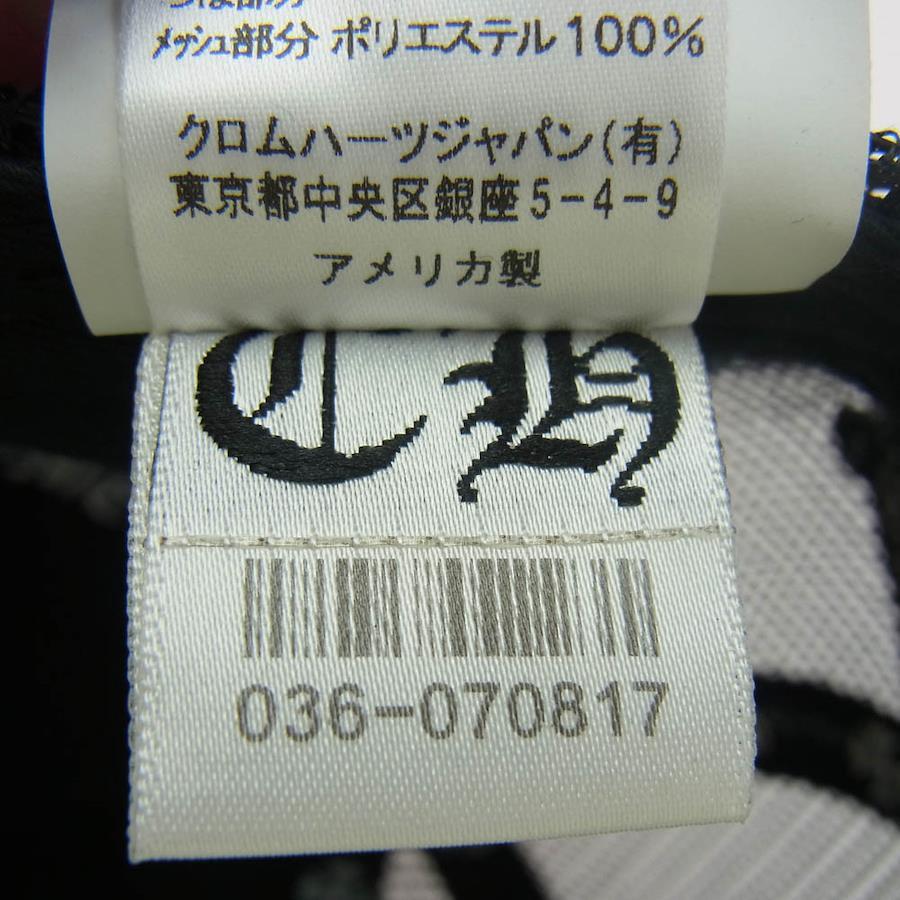 メッシュ部分 ポリエステル100%
クロムハーツジャパン(有)
東京都中央区銀座5-4-9
アメリカ製
CH
036-070817